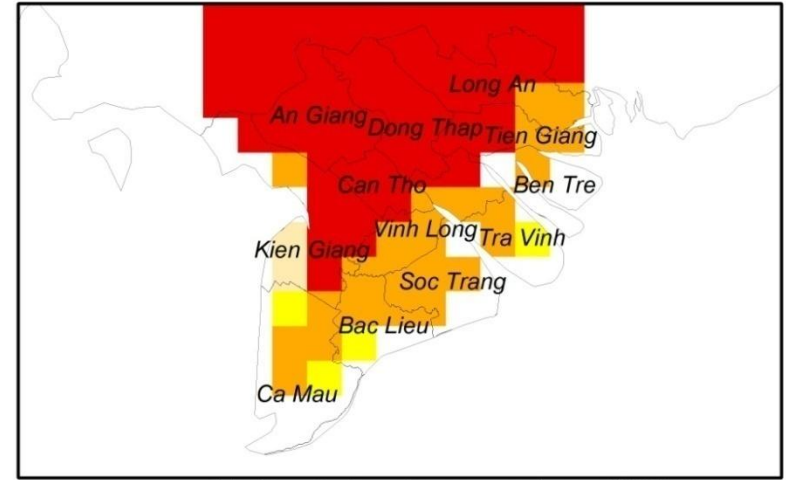 Long An
An Giang
Dong Thap
Tien Giang
Can Tho
Ben Tre
Vinh Long
Tra Vinh
Kien Giang
Soc Trang
Bac Lieu
Ca Mau